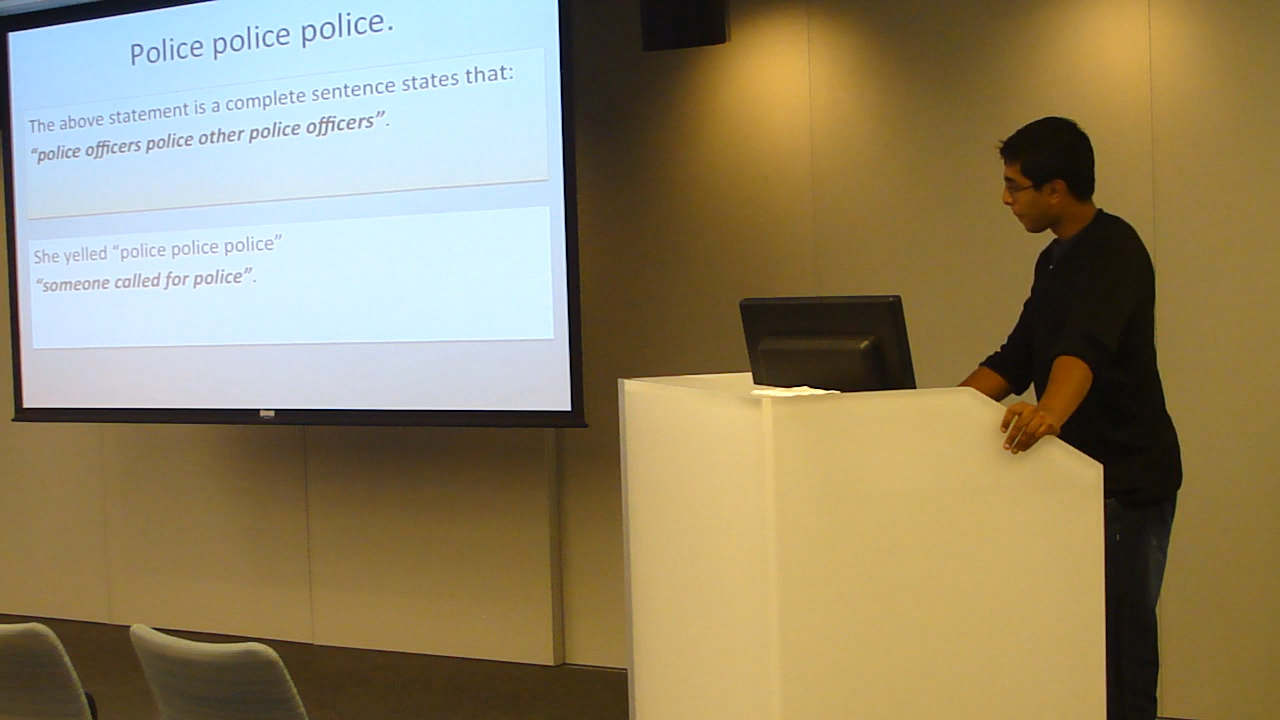 Police police police.
The above statement is a complete sentence states that:
“police officers police other police officers”.
She yelled “police police police”
“someone called for police”.